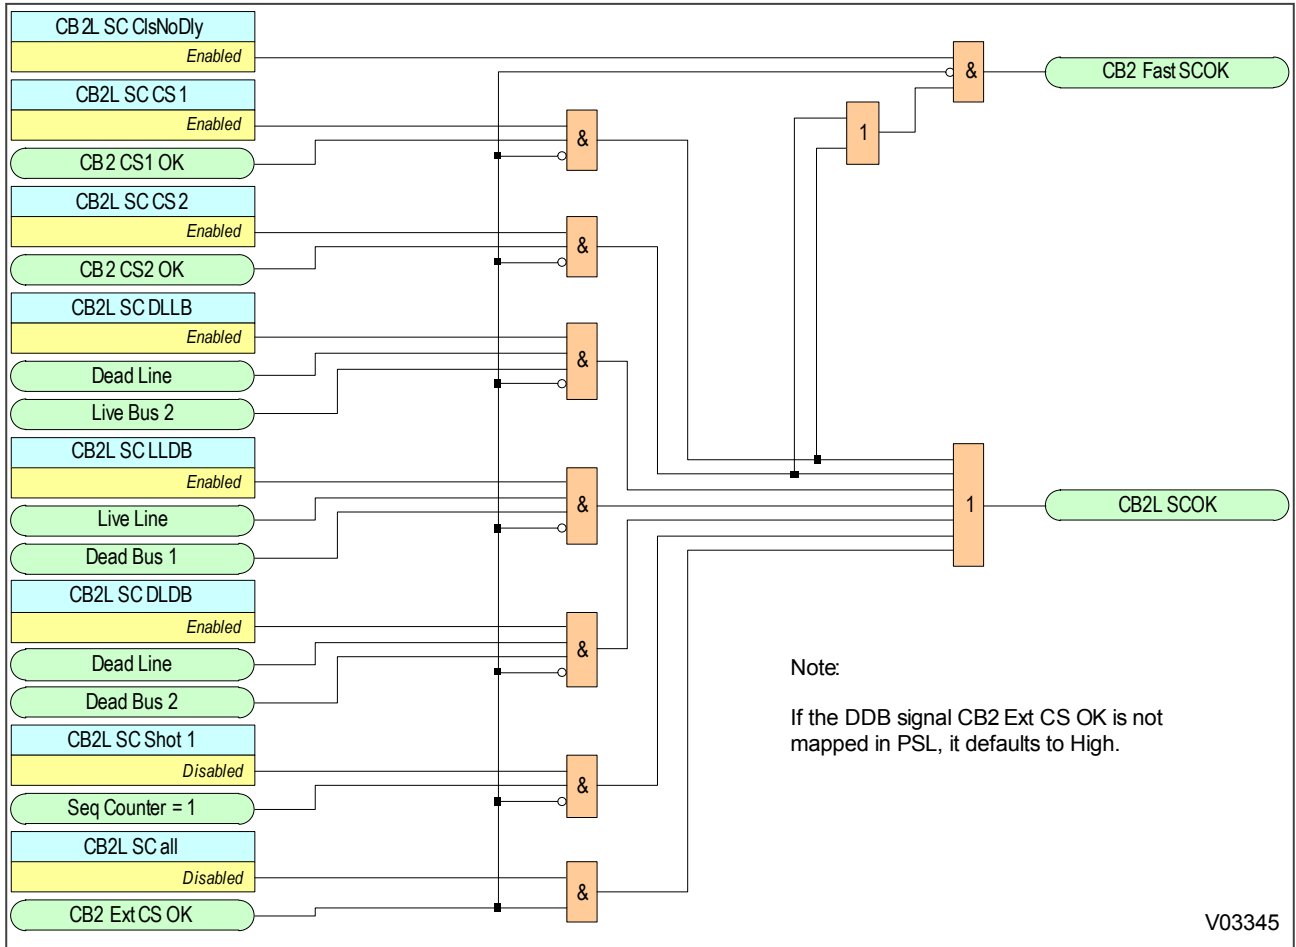 CB2L SC ClsNoDly
Enabled
CB2L SC CS1
Enabled
CB2 CS1 OK
CB2L SC CS2
Enabled
CB2 CS2 OK
CB2L SC DLLB
Enabled
Dead Line
Live Bus 2
CB2L SC LLDB
Enabled
Live Line
Dead Bus 1
CB2L SC DLDB
Enabled
Dead Line
Dead Bus 2
CB2L SC Shot 1
Disabled
Seq Counter = 1
CB2L SC all
Disabled
CB2 Ext CS OK
&
&
&
&
&
&
&
&
1
1
CB2 Fast SCOK
CB2L SCOK
Note:
If the DDB signal CB2 Ext CS OK is not
mapped in PSL, it defaults to High.
V03345